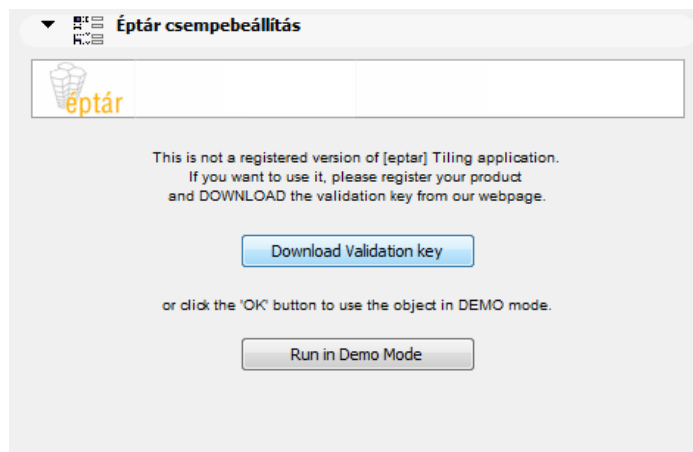 Éptár csempebeállítás
éptár
This is not a registered version of [eptar] Tiling application.
If you want to use it, please register your product
and DOWNLOAD the validation key from our webpage.
Download Validation key
or click the 'OK' button to use the object in DEMO mode.
Run in Demo Mode